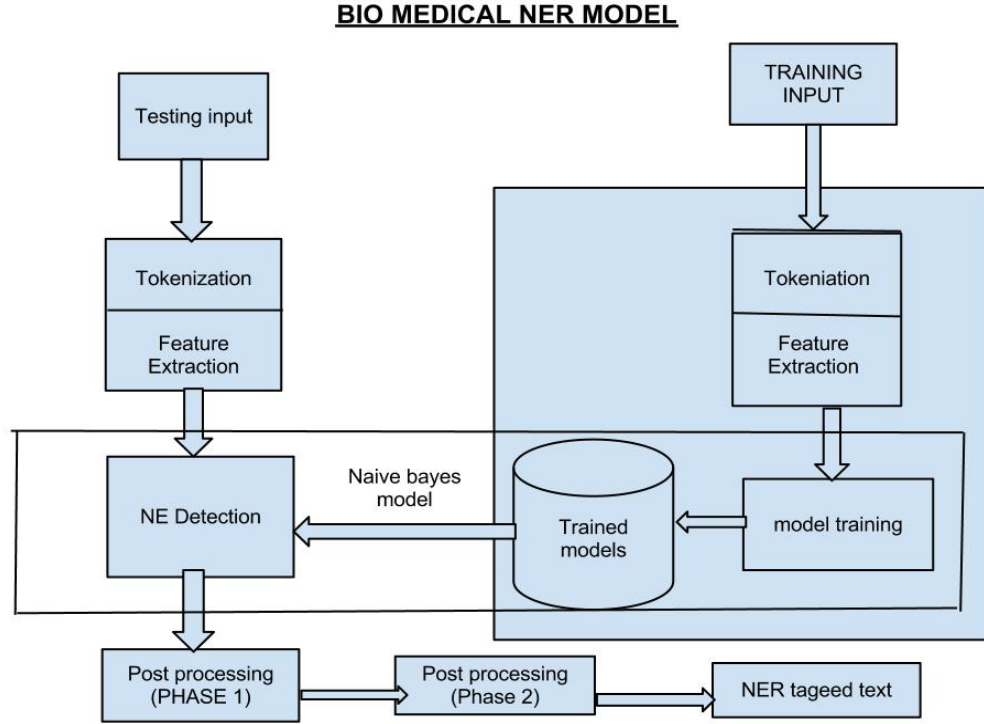 BIO MEDICAL NER MODEL
Testing input
TRAINING
INPUT
Tokenization
Feature
Extraction
Tokeniation
Feature
Extraction
NE Detection
Naive bayes
model
Trained
models
model training
Post processing
(PHASE 1)
Post processing
(Phase 2)
NER tageed text